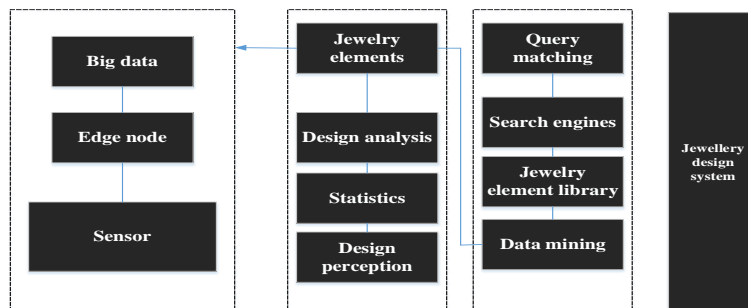 Big data
Edge node
Sensor
Jewelry
elements
Design analysis
Statistics
Design
perception
Query
matching
Search engines
Jewelry
element library
Data mining
Jewellery
design
system